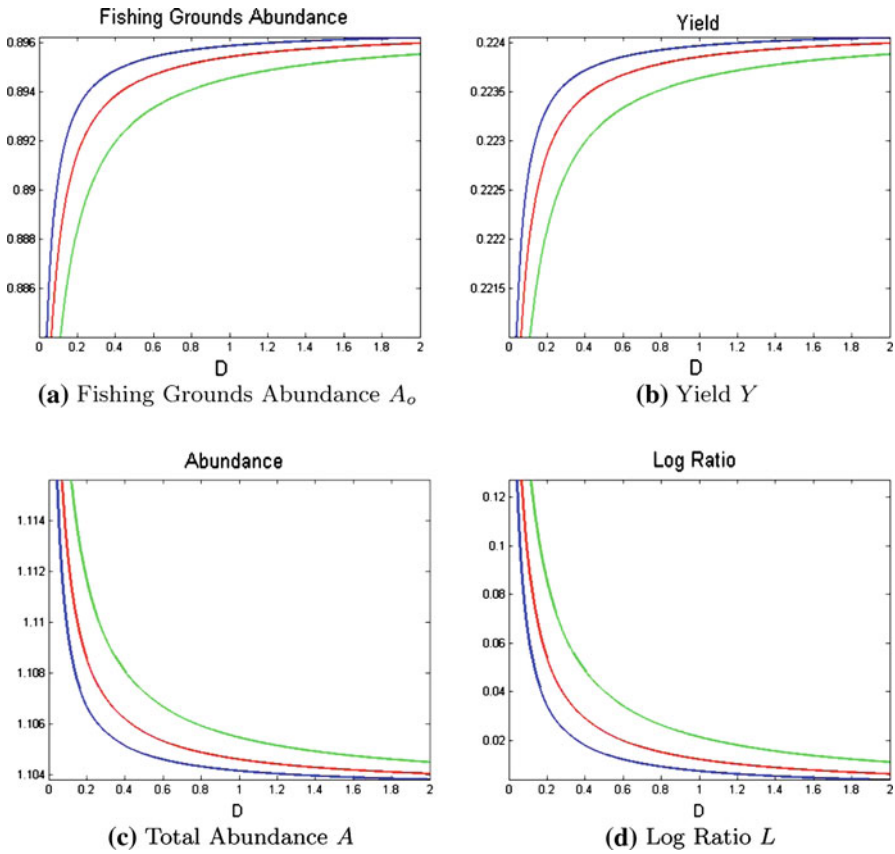 Fishing Grounds Abundance
0.896
0.894
0.892
0.89
0.888
0.886
0 0.2 0.4 0.6 0.8 1 1.2 1.4 1.6 1.8 2
D
(a) Fishing Grounds Abundance Ao
Yield
0.224
0.2235
0.223
0.2225
0.222
0.2215
0 0.2 0.4 0.6 0.8 1 1.2 1.4 1.6 1.8 2
D
(b) Yield Y
Abundance
1.114
1.112
1.11
1.108
1.106
1.104
0 0.2 0.4 0.6 0.8 1 1.2 1.4 1.6 1.8 2
D
(c) Total Abundance A
Log Ratio
0.12
0.1
0.08
0.06
0.04
0.02
0 0.2 0.4 0.6 0.8 1 1.2 1.4 1.6 1.8 2
D
(d) Log Ratio L